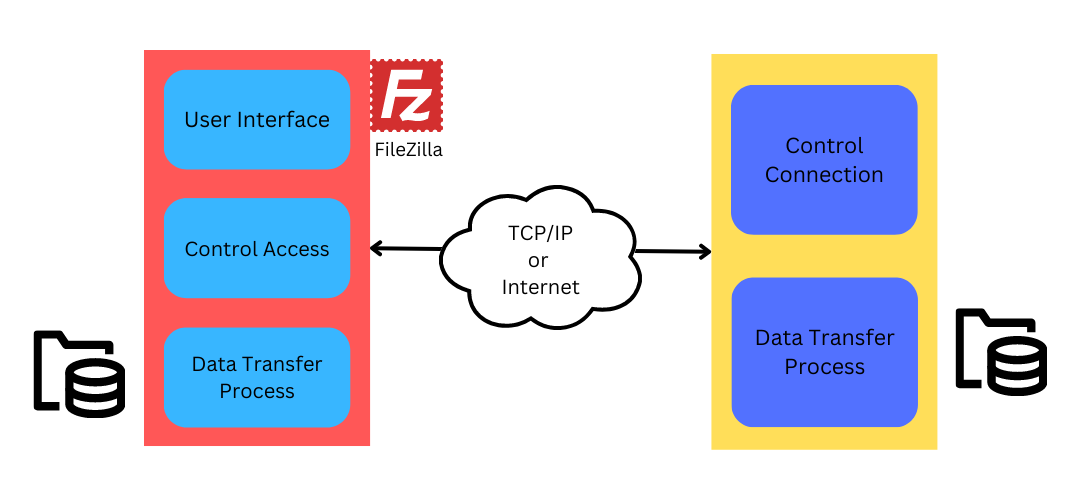 User Interface
Fz
FileZilla
Control Access
Data Transfer
Process
TCP/IP
or
Internet
Control
Connection
Data Transfer
Process